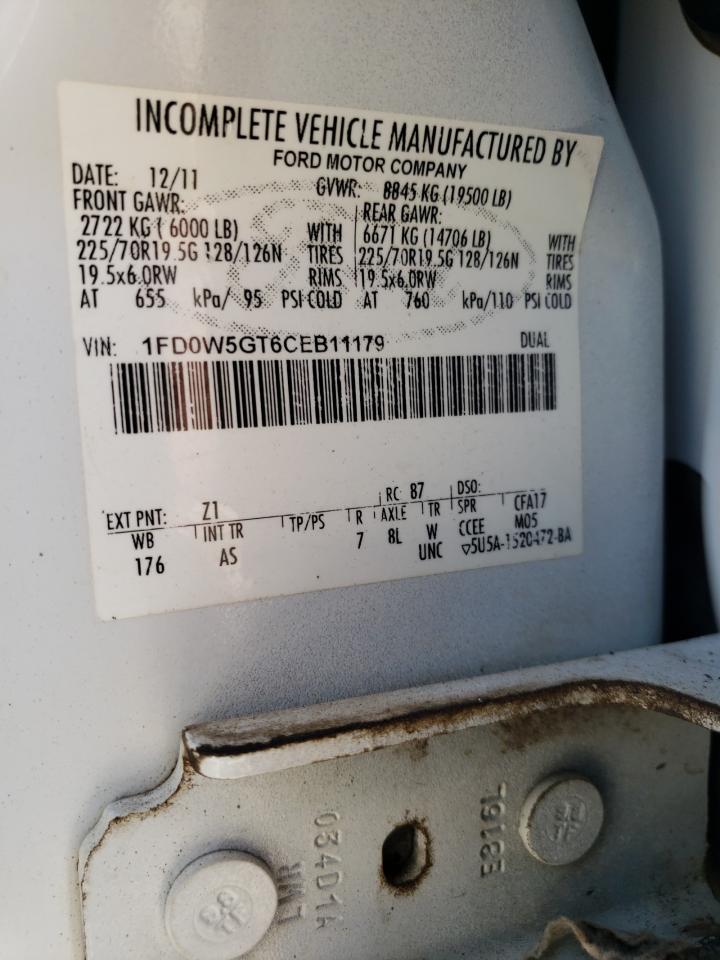 INCOMPLETE VEHICLE MANUFACTURED BY
FORD MOTOR COMPANY
DATE: 12/11 GVWR: 8845 KG (19500 LB)
FRONT GAWR: REAR GAWR:
2722 KG ( 6000 LB) WITH 6671 KG (14706 LB) WITH
225/70R19.5G 128/126N TIRES 225/70R19.5G 128/126N TIRES
19.5x6.0RW RIMS 19.5x6.0RW RIMS
AT 655 kPa/ 95 PSI COLD AT 760 kPa/110 PSI COLD
VIN: 1FD0W5GT6CEB11179 DUAL
EXT PNT: Z1 RC 87 DSO:
WB INT TR TP/PS R AXLE TR SPR CFA17
176 AS 7 8L W CCEE M05
UNC ▽5U5A-1520472-BA
034D1A
E816L